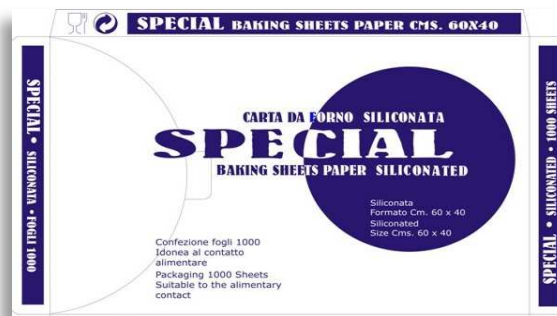 SPECIAL BAKING SHEETS PAPER CMS. 60X40
SPECIAL • SILICONATA • FOGLI 1000
CARTA DA FORNO SILICONATA
SPECIAL
BAKING SHEETS PAPER SILICONATED
Siliconata
Formato Cm. 60 x 40
Siliconated
Size Cms. 60 x 40
Confezione fogli 1000
Idonea al contatto
alimentare
Packaging 1000 Sheets
Suitable to the alimentary
contact
SPECIAL • SILICONATED • 1000 SHEETS